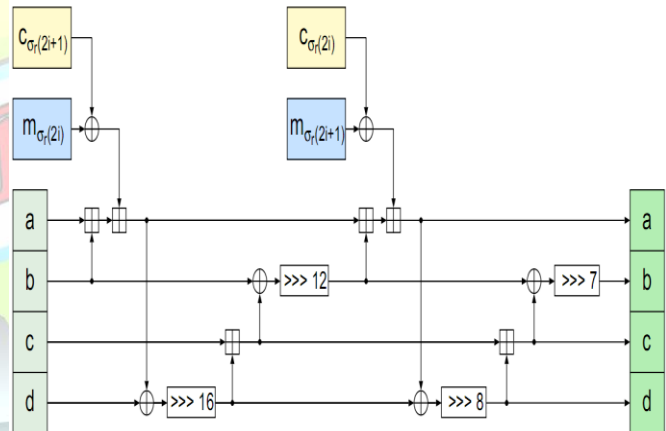 cσr(2i+1) cσr(2i)
mσr(2i) mσr(2i+1)
a a
b >>> 12 >>> 7 b
c c
d >>> 16 >>> 8 d